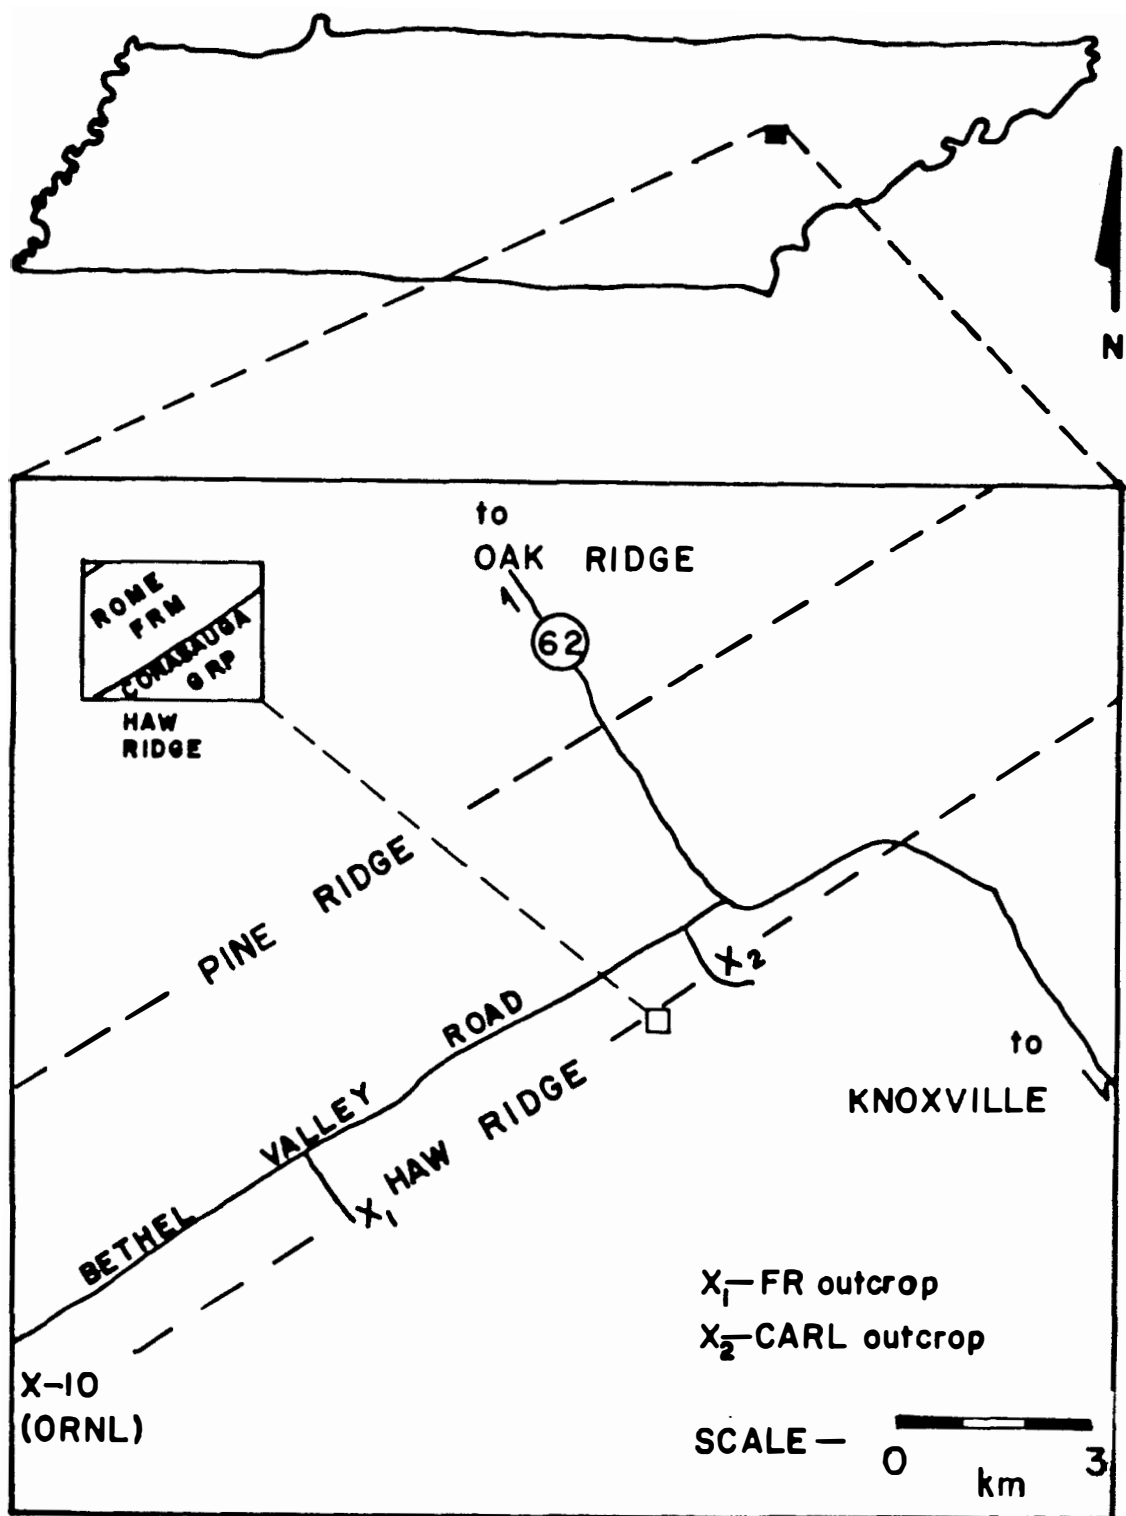 N
to
OAK RIDGE
62
ROME
FRM
CONASAUGA
GRP
HAW
RIDGE
PINE RIDGE
X2
BETHEL VALLEY ROAD
to
KNOXVILLE
HAW RIDGE
X1
X1—FR outcrop
X2—CARL outcrop
X-10
(ORNL)
SCALE —
0 3
km